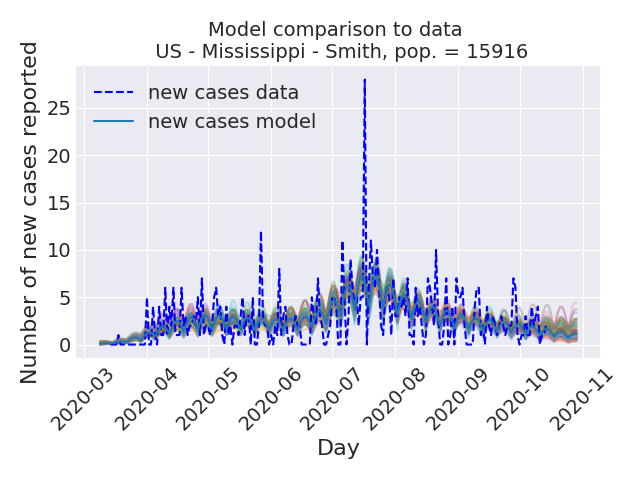 Model comparison to data
US - Mississippi - Smith, pop. = 15916
Number of new cases reported
25
20
15
10
5
0
new cases data
new cases model
2020-03
2020-04
2020-05
2020-06
2020-07
2020-08
2020-09
2020-10
2020-11
Day